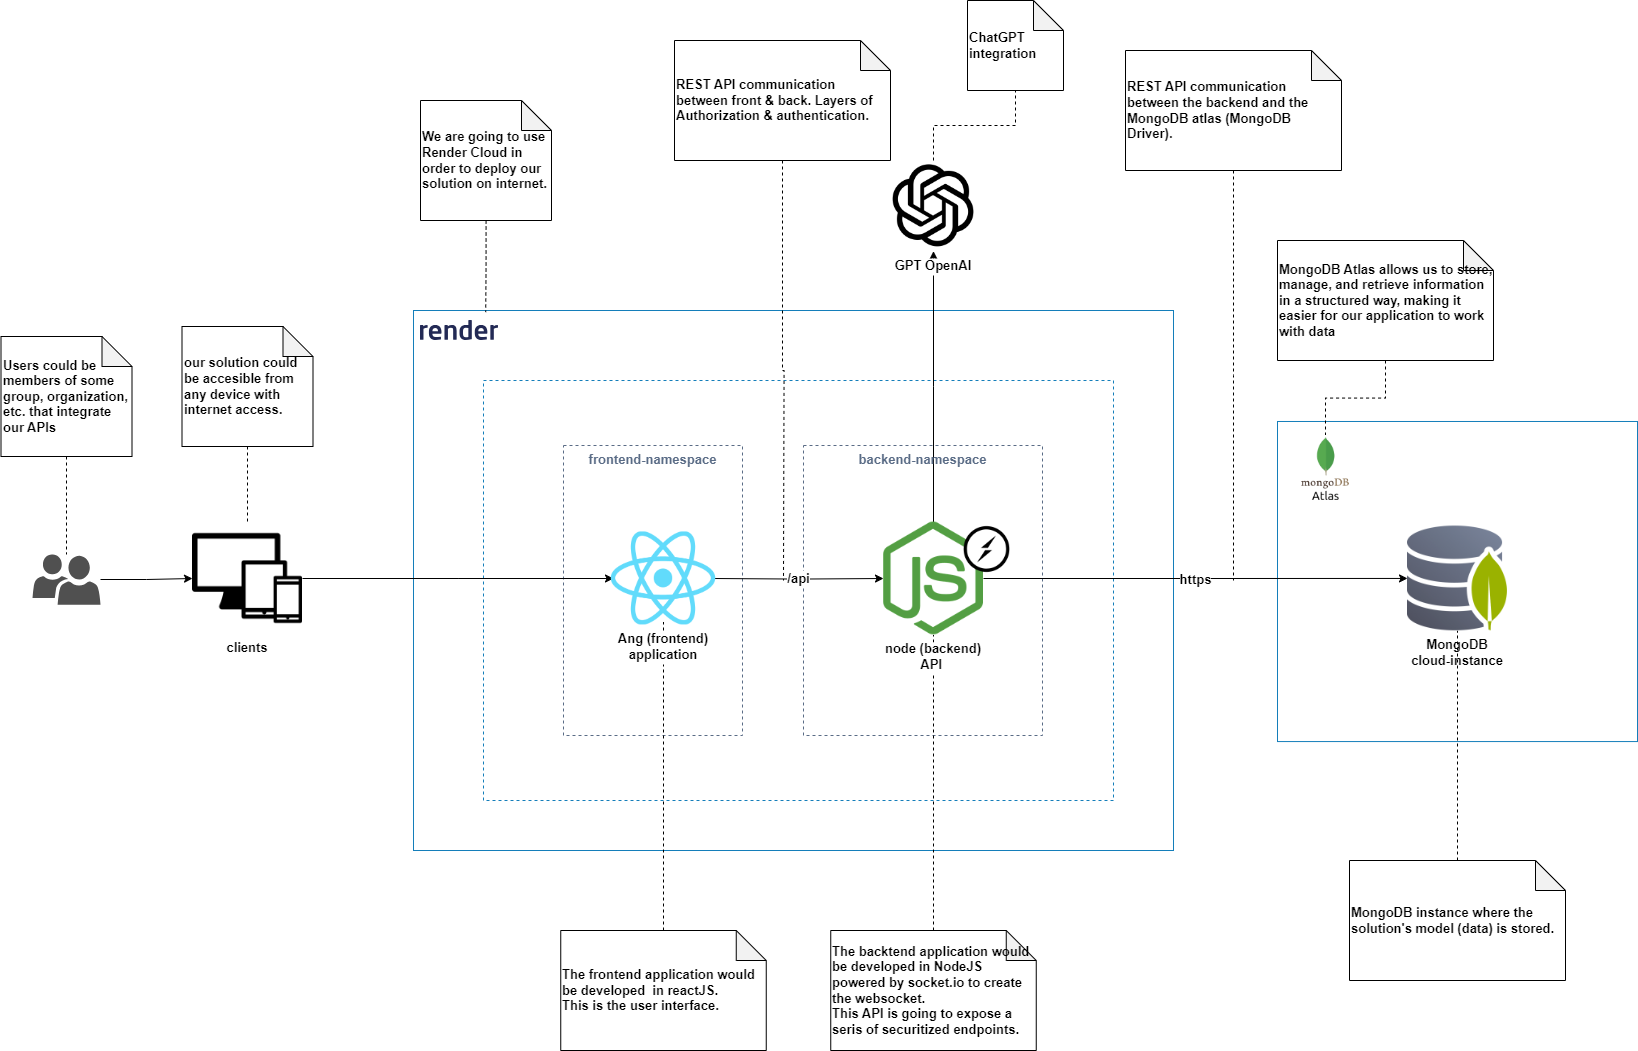 ChatGPT
integration
REST API communication
between front & back. Layers of
Authorization & authentication.
REST API communication
between the backend and the
MongoDB atlas (MongoDB
Driver).
We are going to use
Render Cloud in
order to deploy our
solution on internet.
GPT OpenAI
MongoDB Atlas allows us to store,
manage, and retrieve information
in a structured way, making it
easier for our application to work
with data
render
Users could be
members of some
group, organization,
etc. that integrate
our APIs
our solution could
be accesible from
any device with
internet access.
frontend-namespace
backend-namespace
mongoDB
Atlas
JS
/api
https
clients
Ang (frontend)
application
node (backend)
API
MongoDB
cloud-instance
MongoDB instance where the
solution's model (data) is stored.
The frontend application would
be developed  in reactJS.
This is the user interface.
The backtend application would
be developed in NodeJS
powered by socket.io to create
the websocket.
This API is going to expose a
seris of securitized endpoints.